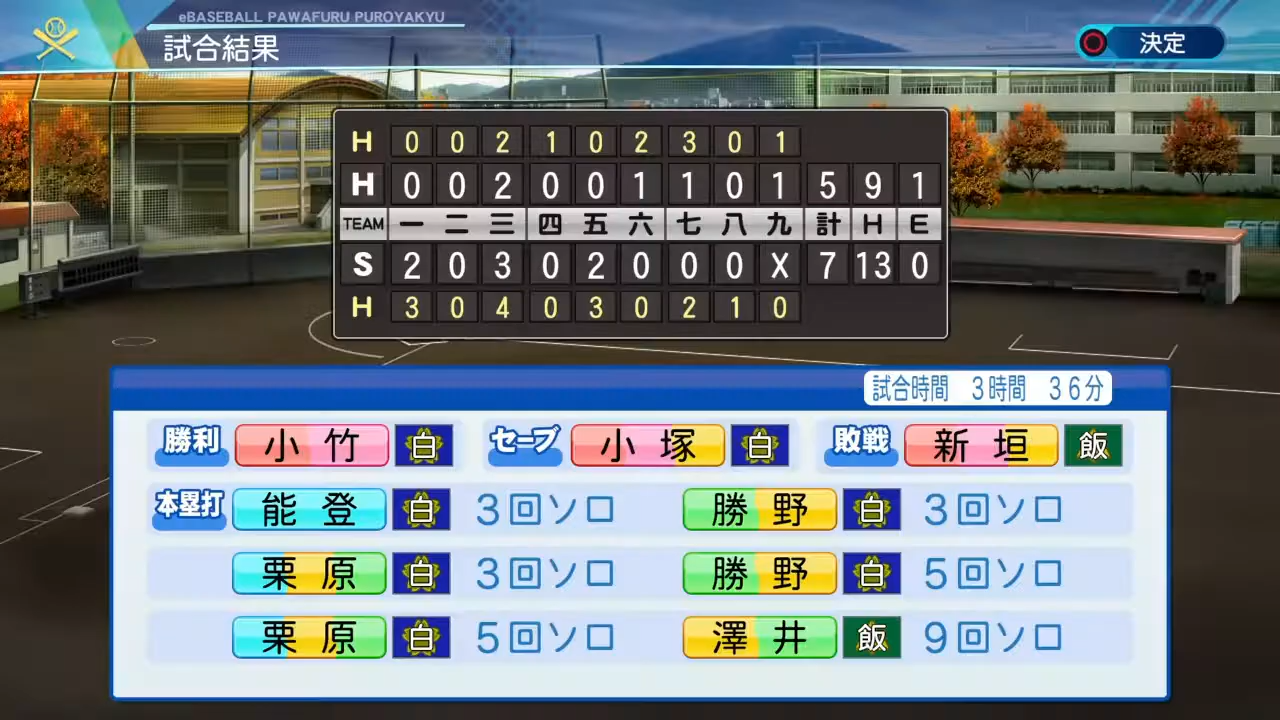 eBASEBALL PAWAFURU PUROYAKYU
試合結果
決定
H 0 0 2 1 0 2 3 0 1
H 0 0 2 0 0 1 1 0 1 5 9 1
TEAM 一 二 三 四 五 六 七 八 九 計 H E
S 2 0 3 0 2 0 0 0 X 7 13 0
H 3 0 4 0 3 0 2 1 0
試合時間 3時間 36分
勝利 小竹 白 セーブ 小塚 白 敗戦 新垣 飯
本塁打 能登 白 3回ソロ 勝野 白 3回ソロ
栗原 白 3回ソロ 勝野 白 5回ソロ
栗原 白 5回ソロ 澤井 飯 9回ソロ